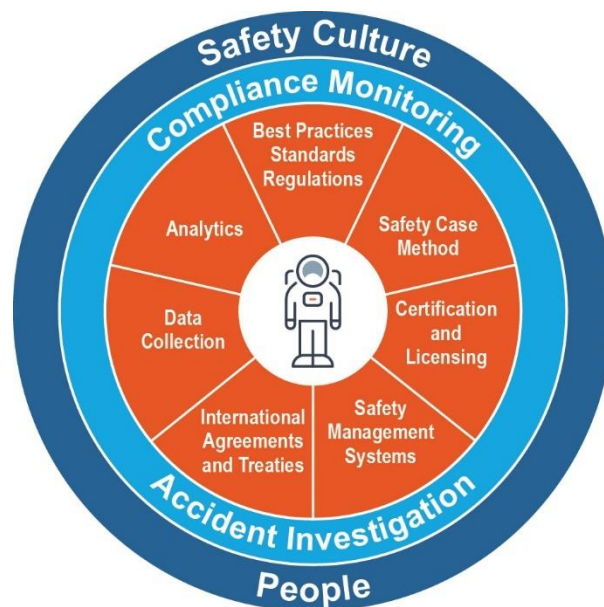 Safety Culture
Compliance Monitoring
Best Practices
Standards
Regulations
Safety Case
Method
Certification
and
Licensing
Safety
Management
Systems
International
Agreements
and Treaties
Data
Collection
Analytics
Accident Investigation
People